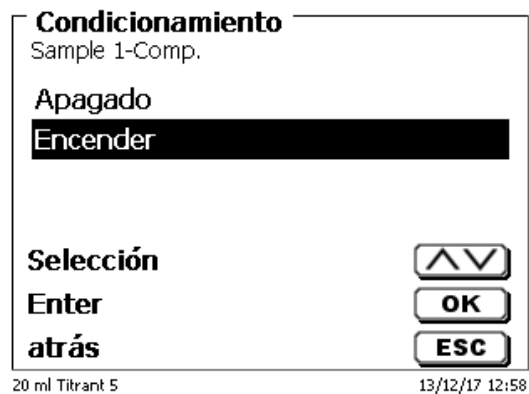 Condicionamiento
Sample 1-Comp.
Apagado
Encender
Selección
Enter OK
atrás ESC
20 ml Titrant 5 13/12/17 12:58